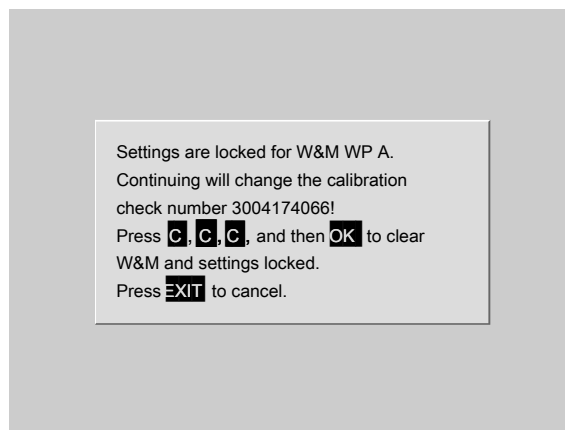 Settings are locked for W&M WP A.
Continuing will change the calibration
check number 3004174066!
Press C, C, C, and then OK to clear
W&M and settings locked.
Press EXIT to cancel.